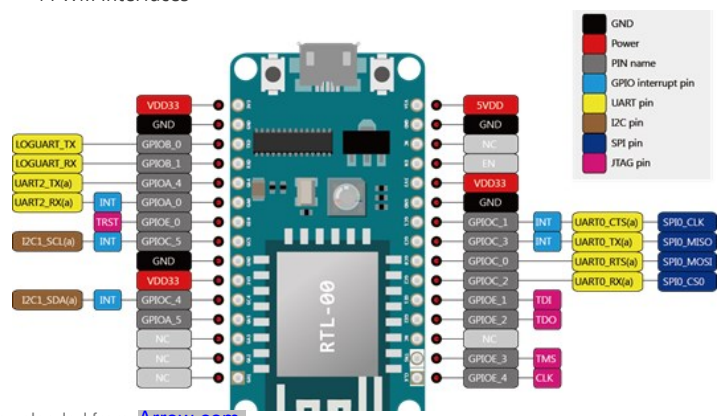 GND
Power
PIN name
GPIO interrupt pin
UART pin
I2C pin
SPI pin
JTAG pin
VDD33 5VDD
GND GND
LOGUART_TX GPIOB_0 NC
LOGUART_RX GPIOB_1 EN
UART2_TX(a) GPIOA_4 VDD33
UART2_RX(a) INT GPIOA_0 GND
TRST GPIOE_0 GPIOC_1 INT UART0_CTS(a) SPI0_CLK
I2C1_SCL(a) INT GPIOC_5 GPIOC_3 INT UART0_TX(a) SPI0_MISO
GND GPIOC_0 UART0_RTS(a) SPI0_MOSI
VDD33 GPIOC_2 UART0_RX(a) SPI0_CS0
I2C1_SDA(a) INT GPIOC_4 GPIOE_1 TDI
GPIOA_5 GPIOE_2 TDO
NC NC
NC GPIOE_3 TMS
NC GPIOE_4 CLK
RTL-00
Arrow.com